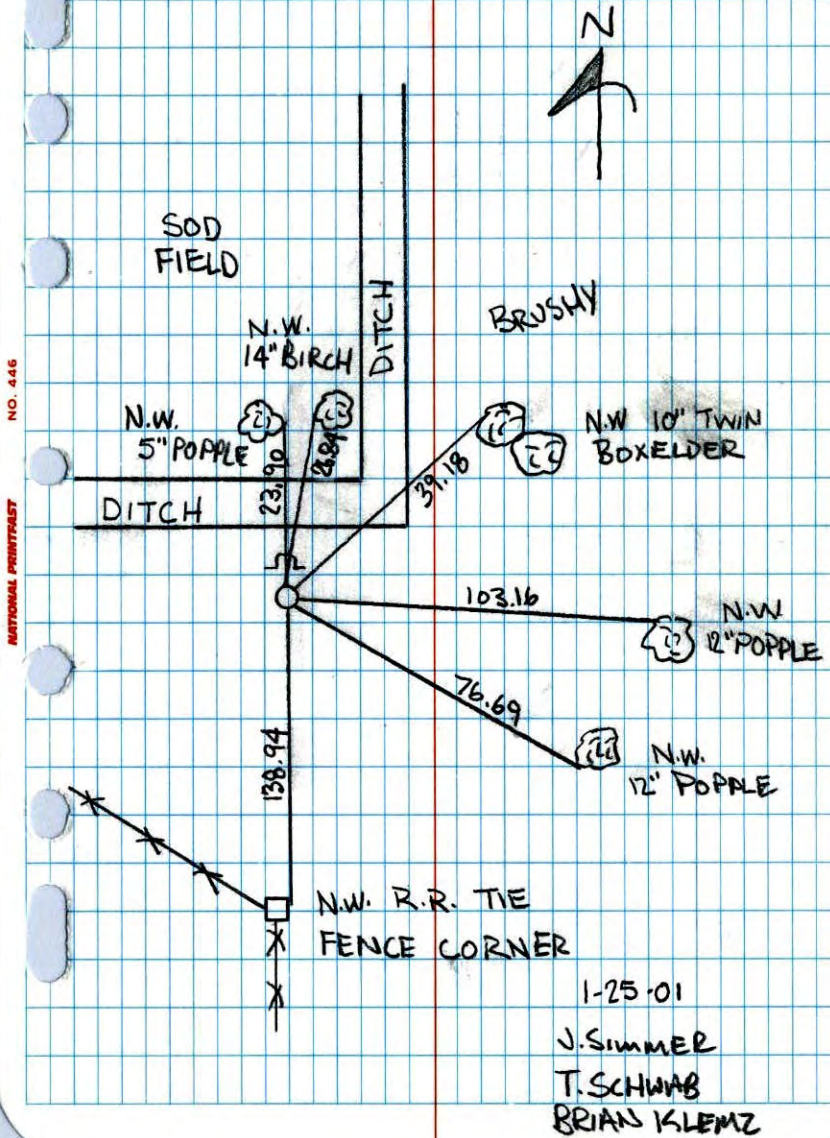 N
SOD
FIELD
DITCH
BRUSHY
N.W.
14" BIRCH
N.W.
5" POPPLE
23.90
N.W 10" TWIN
BOXELDER
39.18
DITCH
103.16
N.W.
12" POPPLE
76.69
N.W.
12" POPPLE
138.94
N.W. R.R. TIE
FENCE CORNER
1-25-01
J. SIMMER
T. SCHWAB
BRIAN KLEMZ
NO. 446
NATIONAL PRINTFAST